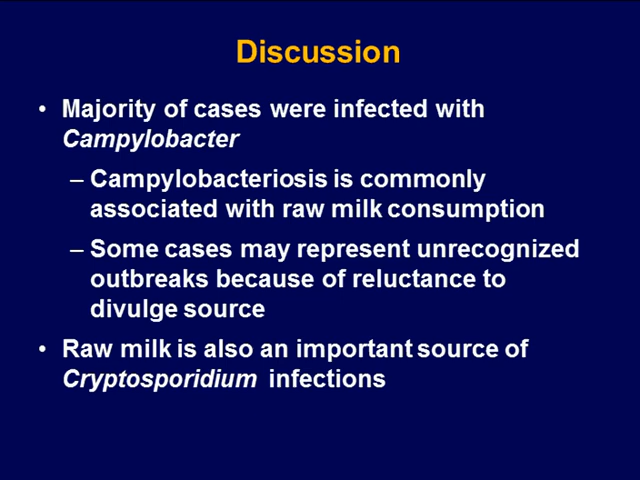 Discussion
• Majority of cases were infected with
Campylobacter
– Campylobacteriosis is commonly
associated with raw milk consumption
– Some cases may represent unrecognized
outbreaks because of reluctance to
divulge source
• Raw milk is also an important source of
Cryptosporidium infections